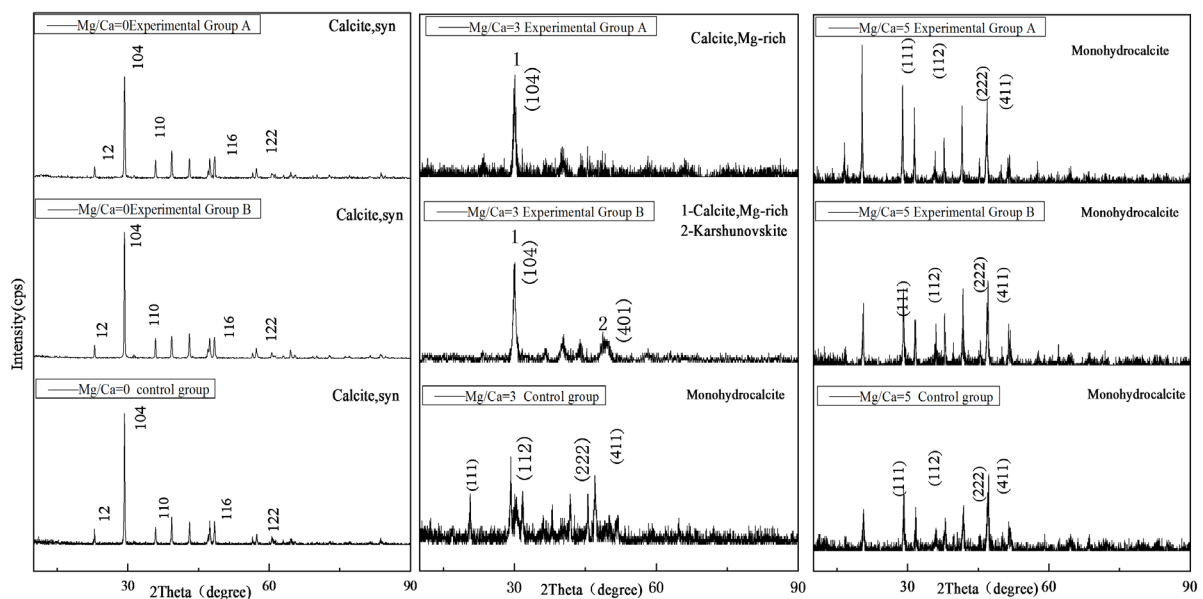 Intensity(cps)
Mg/Ca=0Experimental Group A
Calcite,syn
104
12
110
116
122
Mg/Ca=0Experimental Group B
Calcite,syn
104
12
110
116
122
Mg/Ca=0 control group
Calcite,syn
104
12
110
116
122
30
60
90
2Theta（degree）
Mg/Ca=3 Experimental Group A
Calcite,Mg-rich
1
(104)
Mg/Ca=3 Experimental Group B
1-Calcite,Mg-rich
2-Karshunovskite
1
(104)
2
(401)
Mg/Ca=3 Control group
Monohydrocalcite
(111)
(112)
(222)
(411)
30
60
90
2Theta（degree）
Mg/Ca=5 Experimental Group A
Monohydrocalcite
(111)
(112)
(222)
(411)
Mg/Ca=5 Experimental Group B
Monohydrocalcite
(111)
(112)
(222)
(411)
Mg/Ca=5 Control group
Monohydrocalcite
(111)
(112)
(222)
(411)
30
60
90
2Theta（degree）